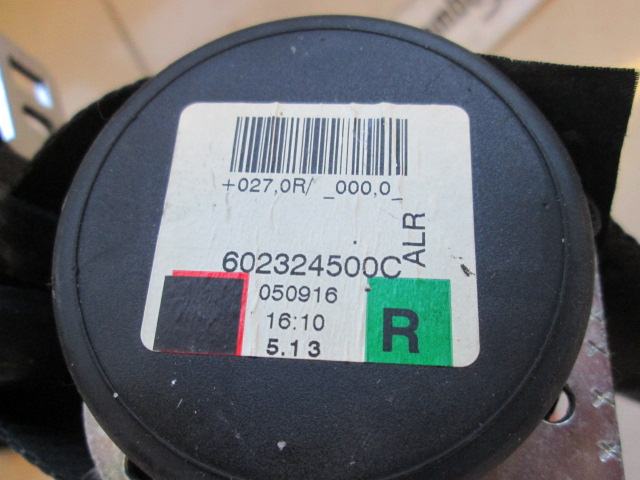 +027,0R/ _000,0_
ALR
602324500C
050916
16:10
5.13
R